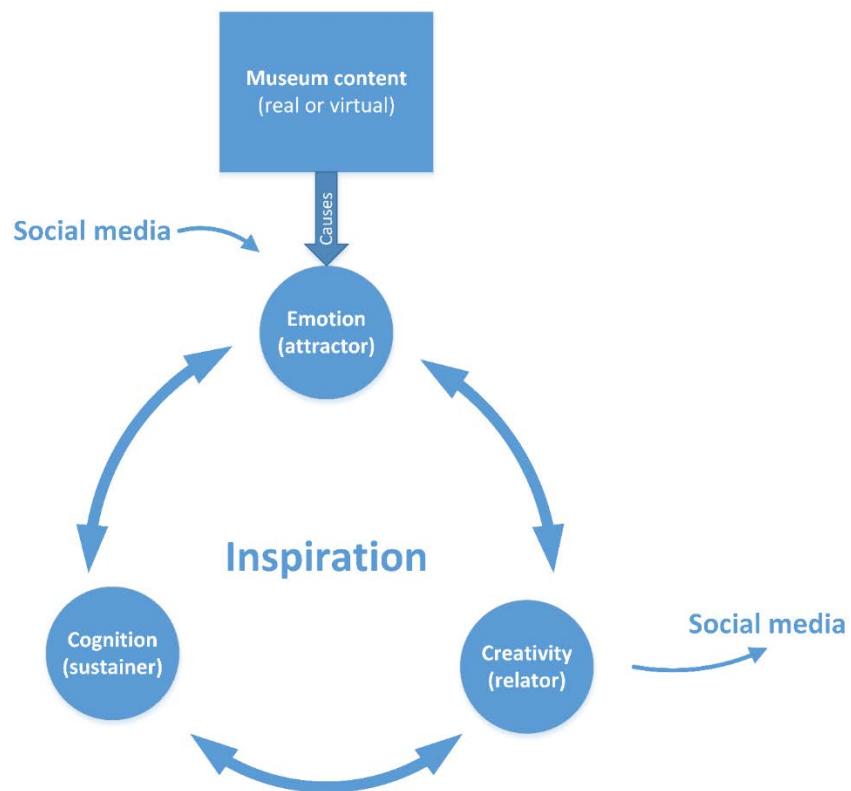 Museum content
(real or virtual)
Causes
Social media
Emotion
(attractor)
Inspiration
Cognition
(sustainer)
Creativity
(relator)
Social media